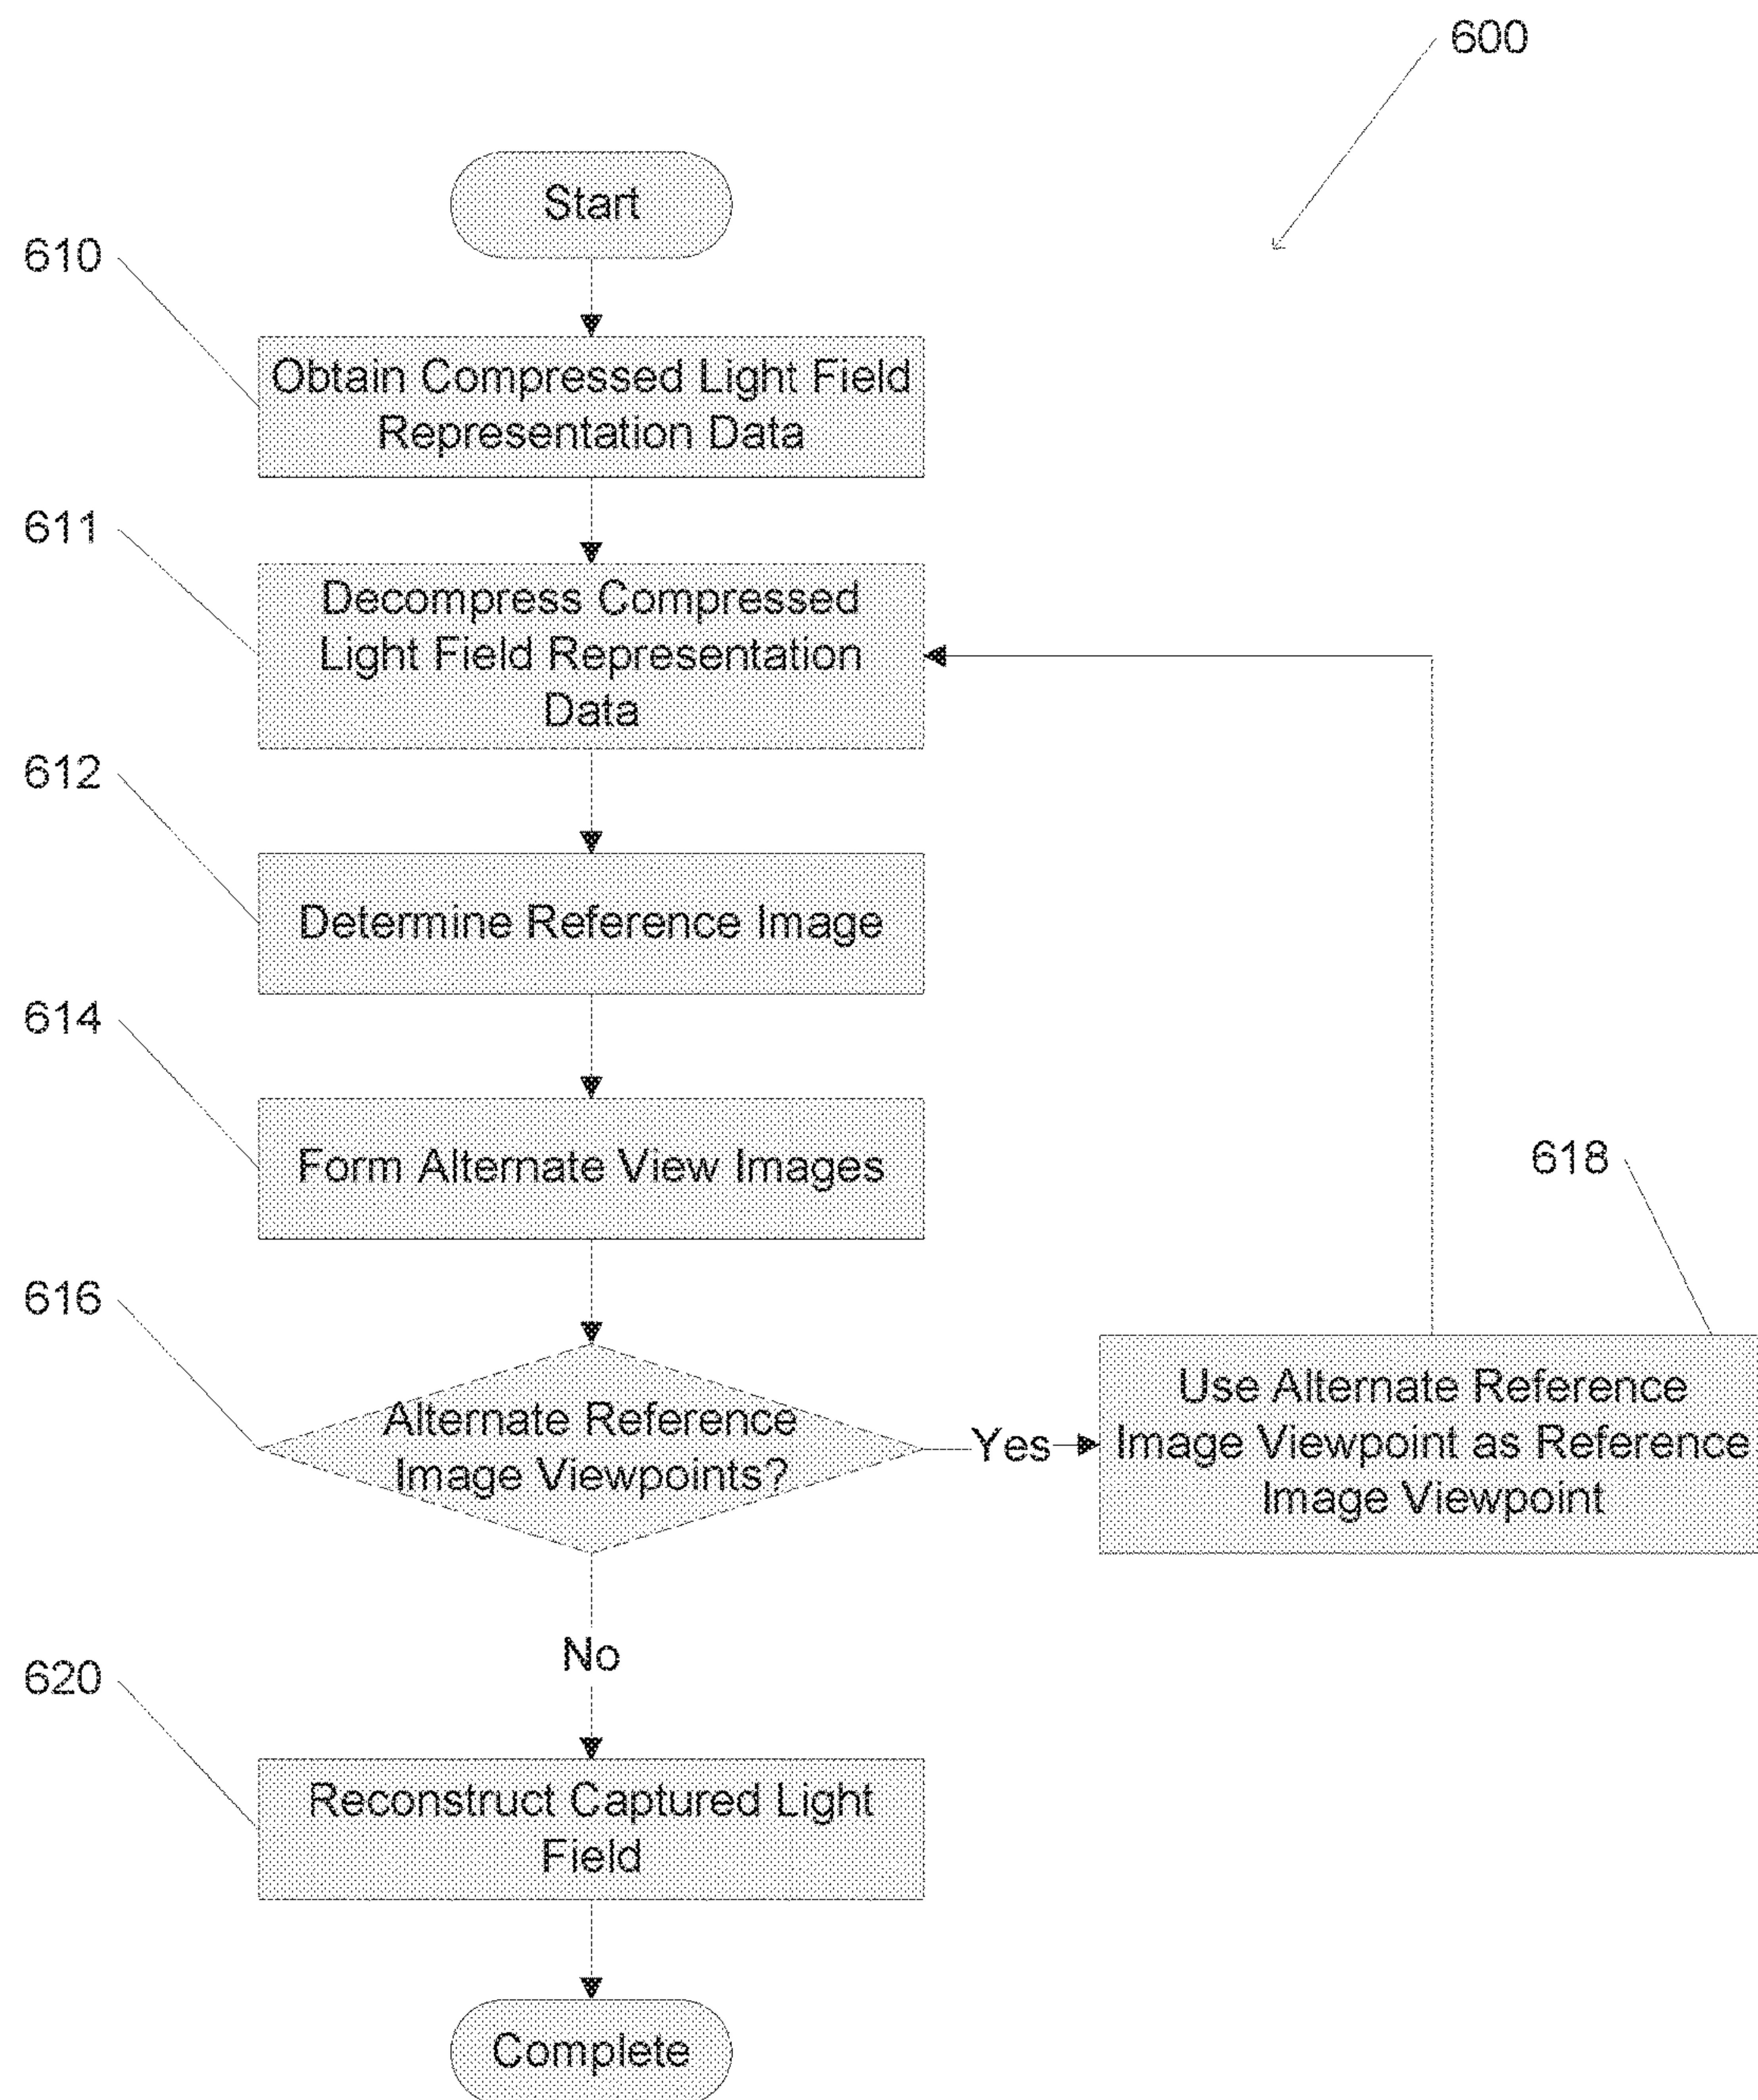 600
Start
610
Obtain Compressed Light Field
Representation Data
611
Decompress Compressed
Light Field Representation
Data
612
Determine Reference Image
614
Form Alternate View Images
618
616
Alternate Reference
Image Viewpoints?
Yes
Use Alternate Reference
Image Viewpoint as Reference
Image Viewpoint
No
620
Reconstruct Captured Light
Field
Complete